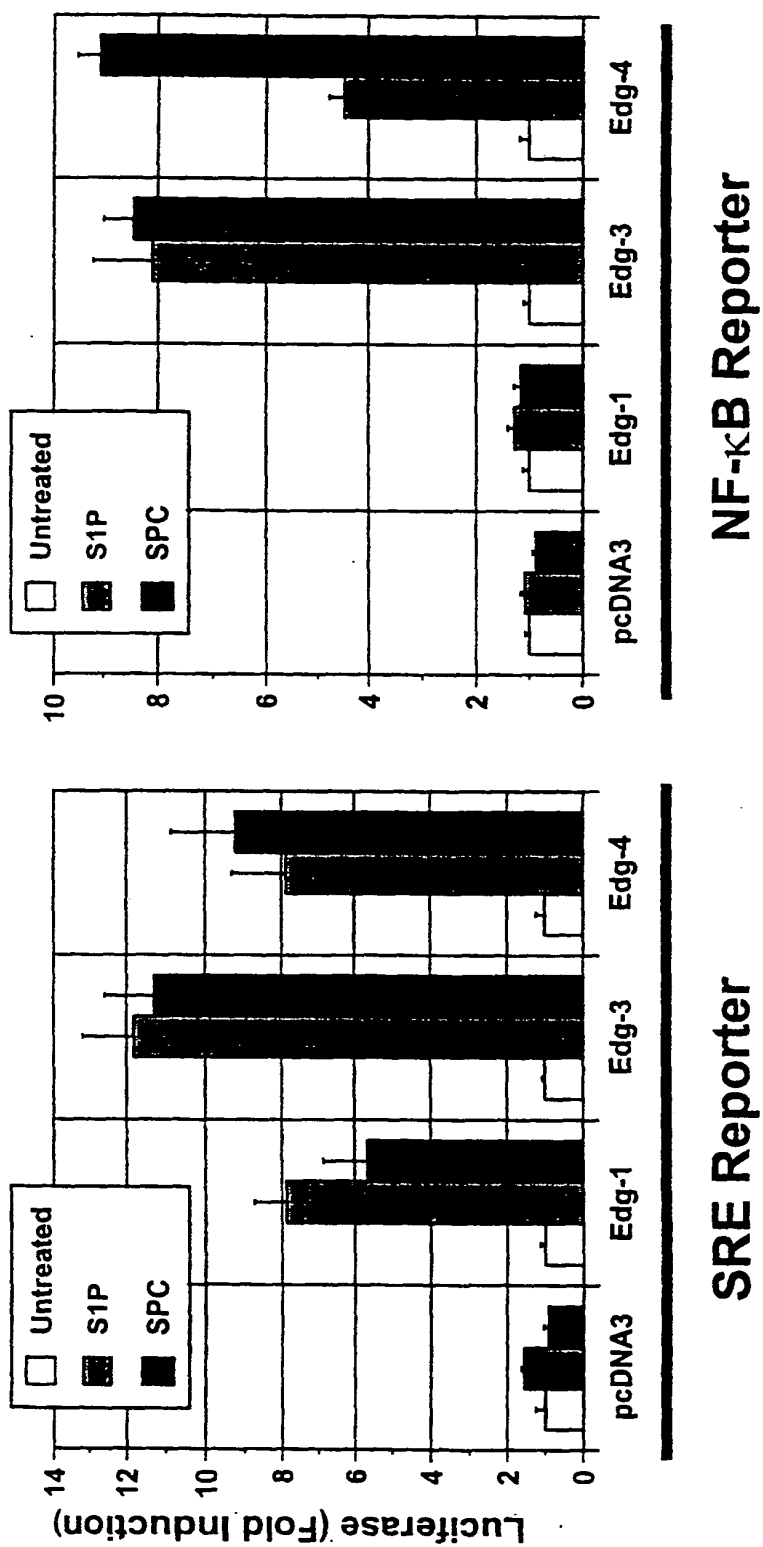 Luciferase (Fold Induction)
14
12
10
8
6
4
2
0
Untreated
S1P
SPC
pcDNA3
Edg-1
Edg-3
Edg-4
SRE Reporter
10
8
6
4
2
0
Untreated
S1P
SPC
pcDNA3
Edg-1
Edg-3
Edg-4
NF-κB Reporter